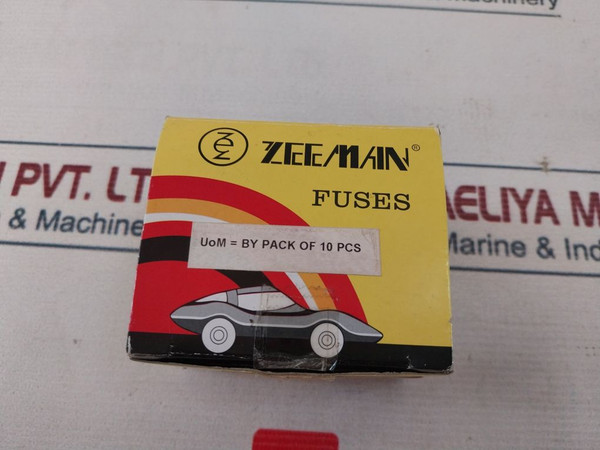 ZEEMAN®
FUSES
UoM = BY PACK OF 10 PCS
PVT. LT
& Machine
AELIYA M
Marine & Ind